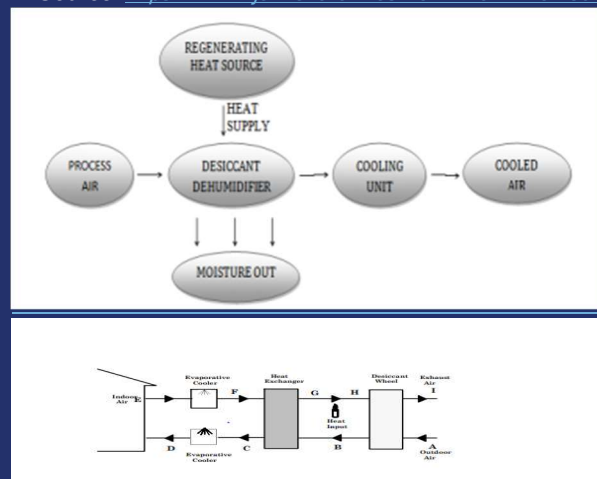 REGENERATING
HEAT SOURCE
HEAT
SUPPLY
PROCESS
AIR
DESICCANT
DEHUMIDIFIER
COOLING
UNIT
COOLED
AIR
MOISTURE OUT
Evaporative
Cooler
Heat
Exchanger
Desiccant
Wheel
Exhaust
Air
Indoor
Air
E
F
G
H
I
Heat
Input
D
C
B
A
Evaporative
Cooler
Outdoor
Air